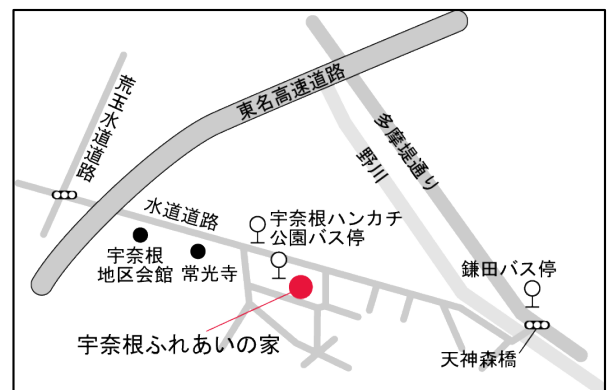 荒玉水道道路
東名高速道路
多摩堤通り
野川
水道道路
宇奈根ハンカチ
公園バス停
宇奈根
地区会館
常光寺
鎌田バス停
宇奈根ふれあいの家
天神森橋